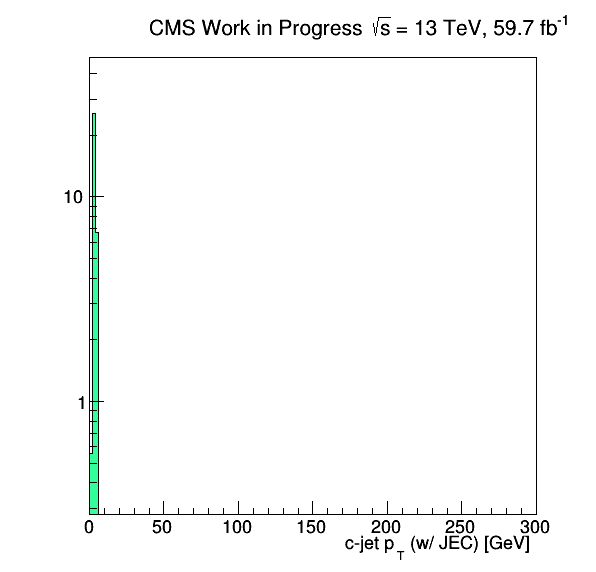 CMS Work in Progress √s = 13 TeV, 59.7 fb⁻¹
10
1
0 50 100 150 200 250 300
c-jet p_T (w/ JEC) [GeV]